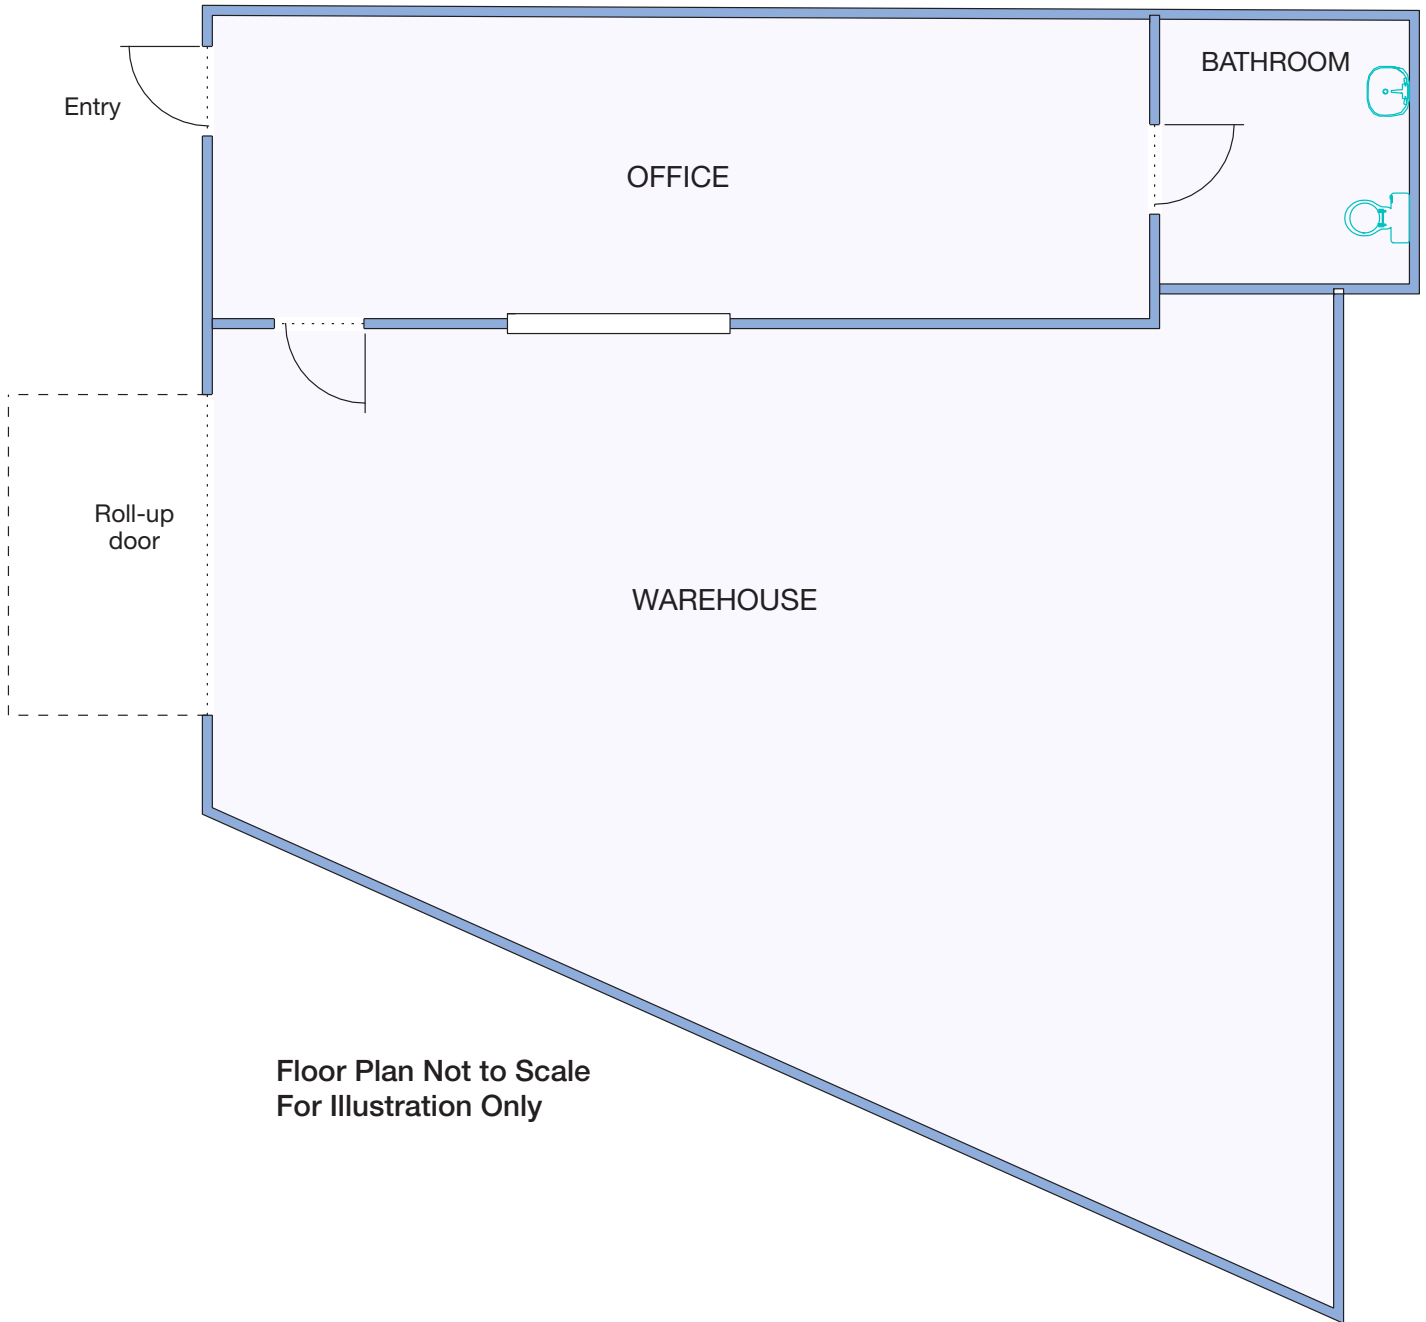 BATHROOM
Entry
OFFICE
Roll-up
door
WAREHOUSE
Floor Plan Not to Scale
For Illustration Only